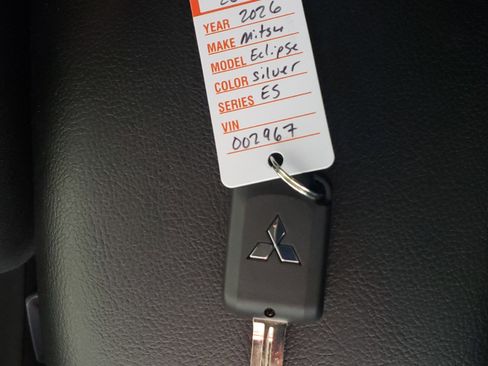 YEAR 2026
MAKE Mitsu
MODEL Eclipse
COLOR silver
SERIES ES
VIN
002967